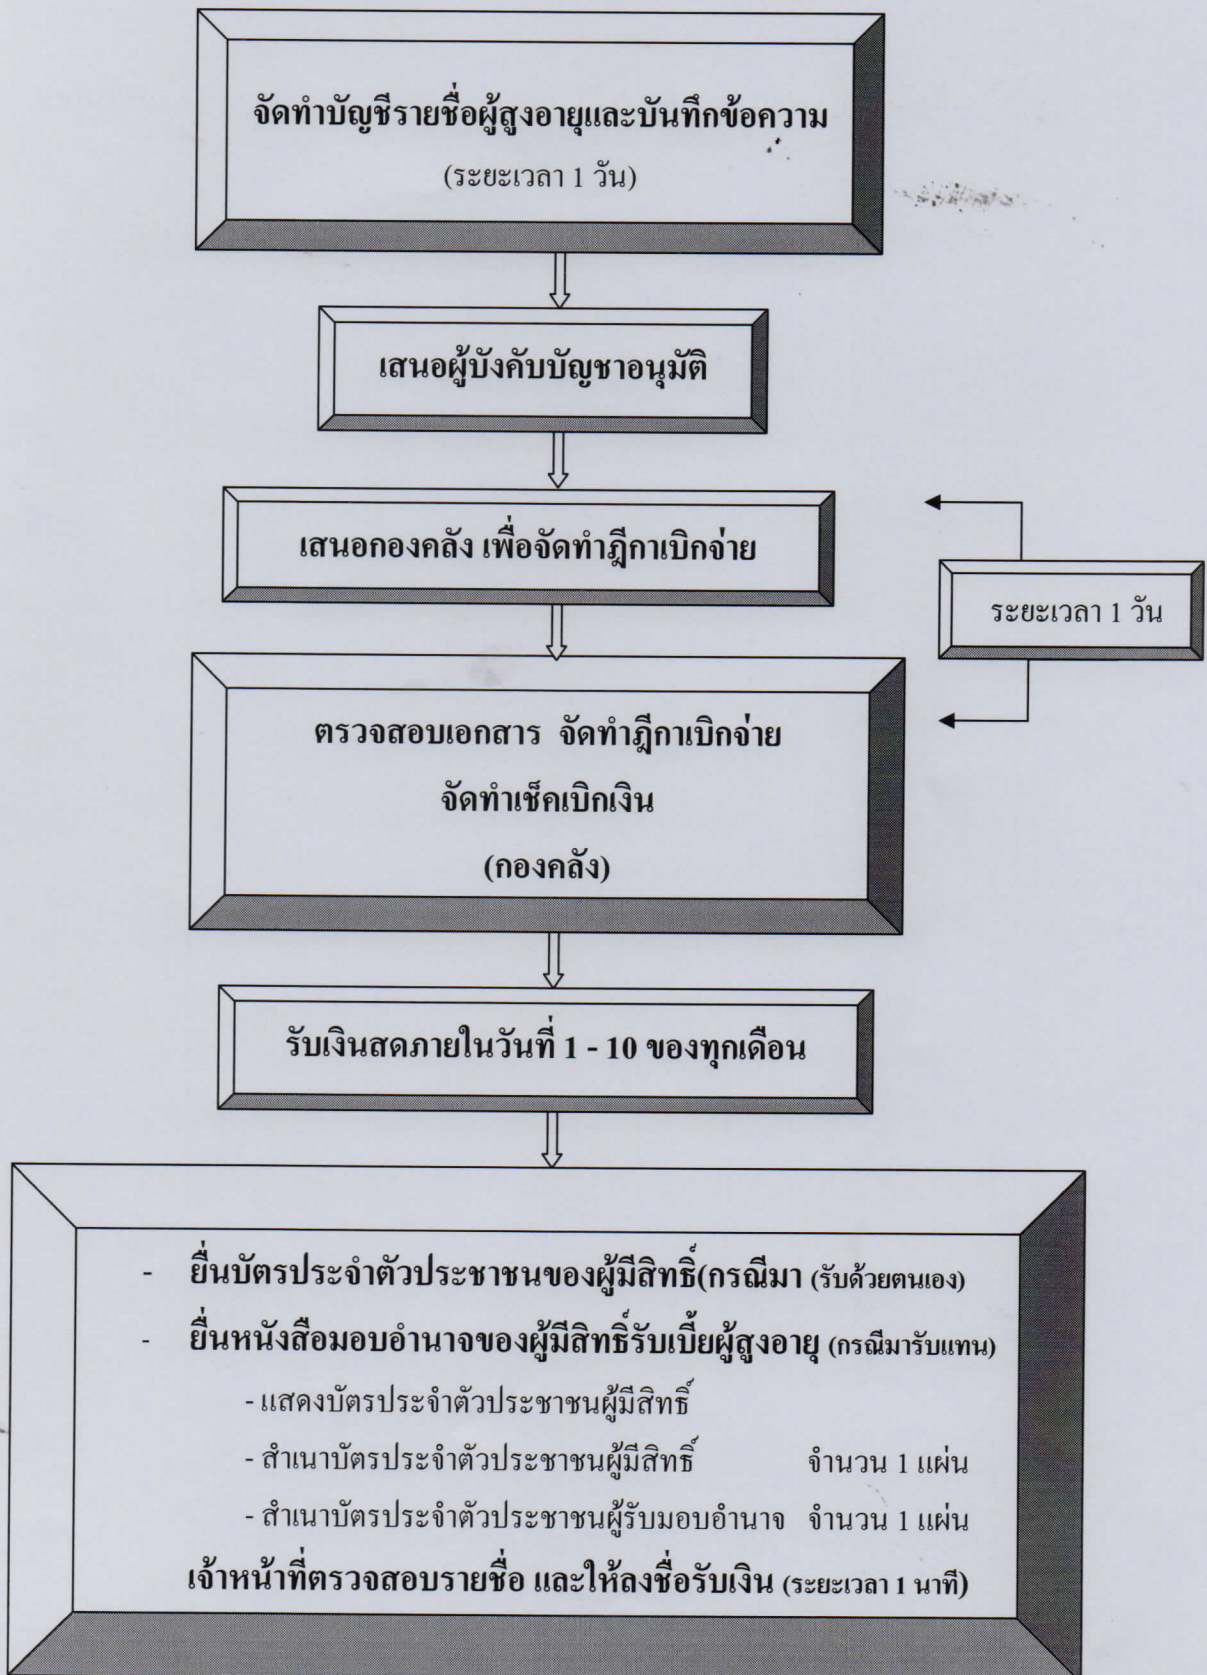 จัดทำบัญชีรายชื่อผู้สูงอายุและบันทึกข้อความ
(ระยะเวลา 1 วัน)
เสนอผู้บังคับบัญชาอนุมัติ
เสนอกองคลัง เพื่อจัดทำฎีกาเบิกจ่าย
ระยะเวลา 1 วัน
ตรวจสอบเอกสาร จัดทำฎีกาเบิกจ่าย
จัดทำเช็คเบิกเงิน
(กองคลัง)
รับเงินสดภายในวันที่ 1 - 10 ของทุกเดือน
- ยื่นบัตรประจำตัวประชาชนของผู้มีสิทธิ์(กรณีมา (รับด้วยตนเอง)
- ยื่นหนังสือมอบอำนาจของผู้มีสิทธิ์รับเบี้ยผู้สูงอายุ (กรณีมารับแทน)
- แสดงบัตรประจำตัวประชาชนผู้มีสิทธิ์
- สำเนาบัตรประจำตัวประชาชนผู้มีสิทธิ์ จำนวน 1 แผ่น
- สำเนาบัตรประจำตัวประชาชนผู้รับมอบอำนาจ จำนวน 1 แผ่น
เจ้าหน้าที่ตรวจสอบรายชื่อ และให้ลงชื่อรับเงิน (ระยะเวลา 1 นาที)